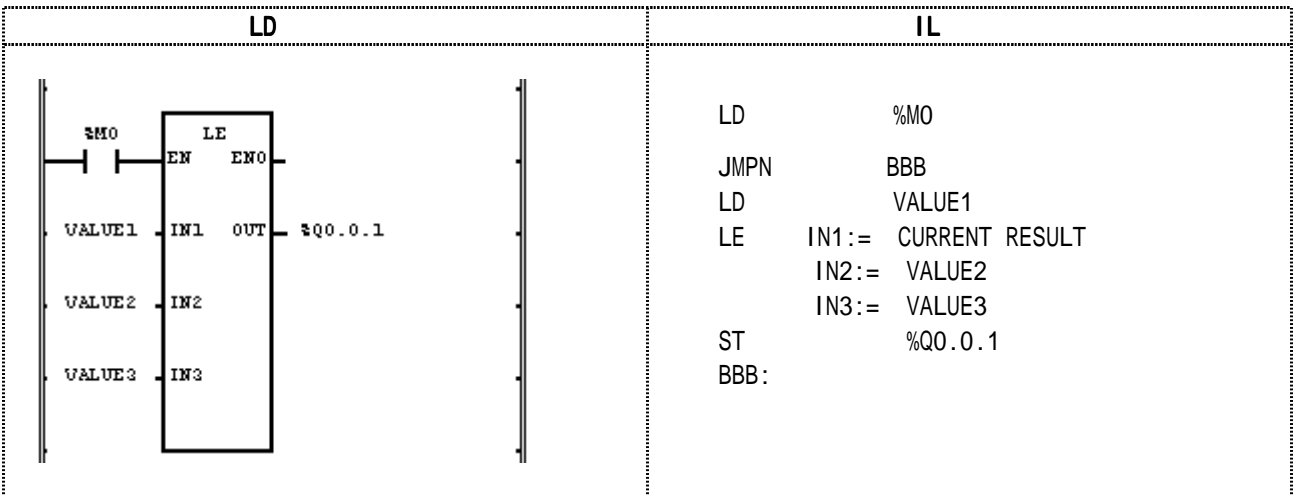 LD
IL
%M0
LE
EN ENO
VALUE1 IN1 OUT %Q0.0.1
VALUE2 IN2
VALUE3 IN3
LD %M0
JMPN BBB
LD VALUE1
LE IN1:= CURRENT RESULT
IN2:= VALUE2
IN3:= VALUE3
ST %Q0.0.1
BBB: